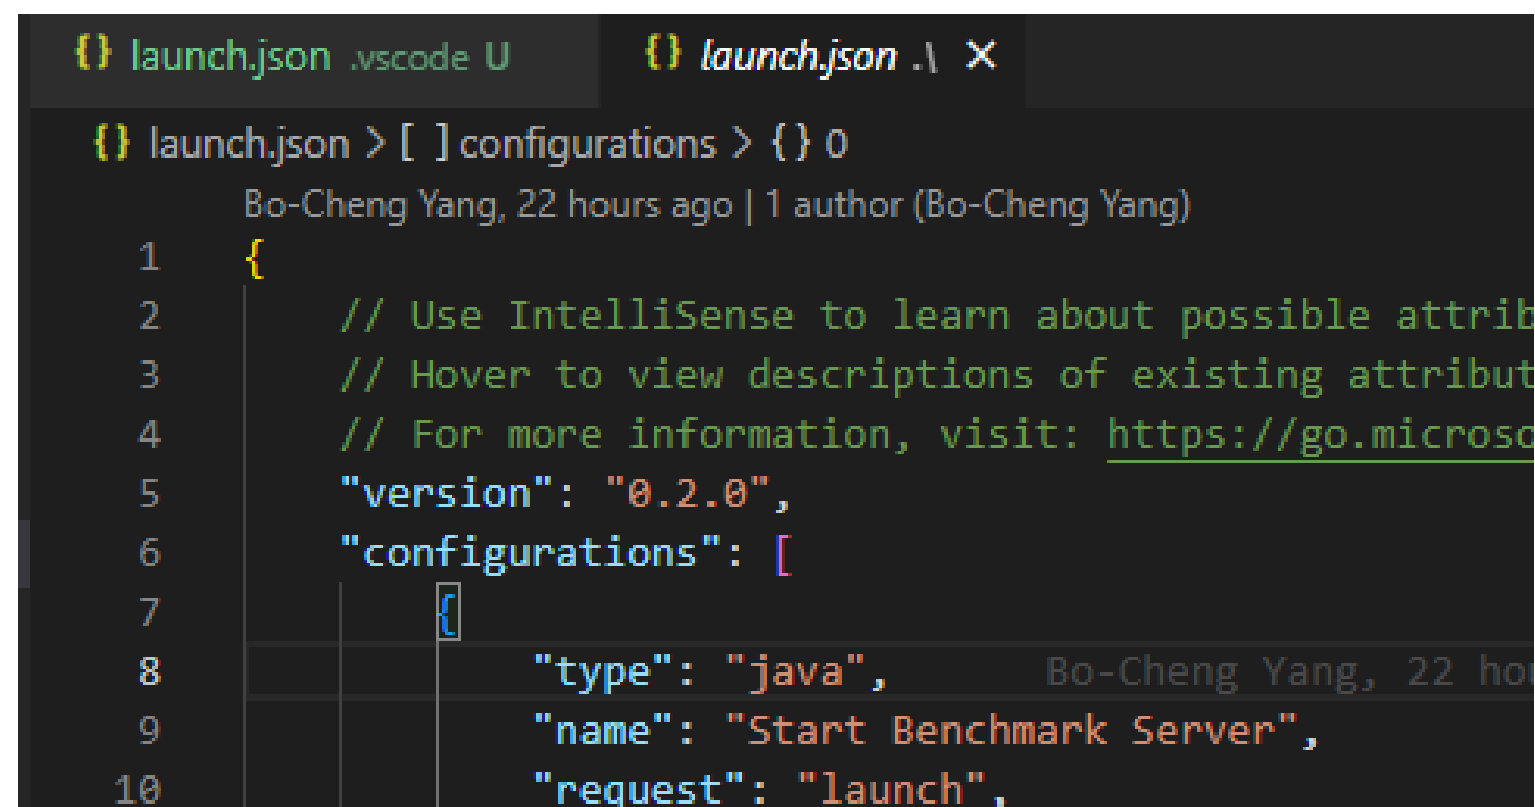 {} launch.json .vscode U {} launch.json .\ ×
{} launch.json > [ ] configurations > {} 0
Bo-Cheng Yang, 22 hours ago | 1 author (Bo-Cheng Yang)
1 {
2 // Use IntelliSense to learn about possible attrib
3 // Hover to view descriptions of existing attribut
4 // For more information, visit: https://go.microso
5 "version": "0.2.0",
6 "configurations": [
7 {
8 "type": "java", Bo-Cheng Yang, 22 hou
9 "name": "Start Benchmark Server",
10 "request": "launch",